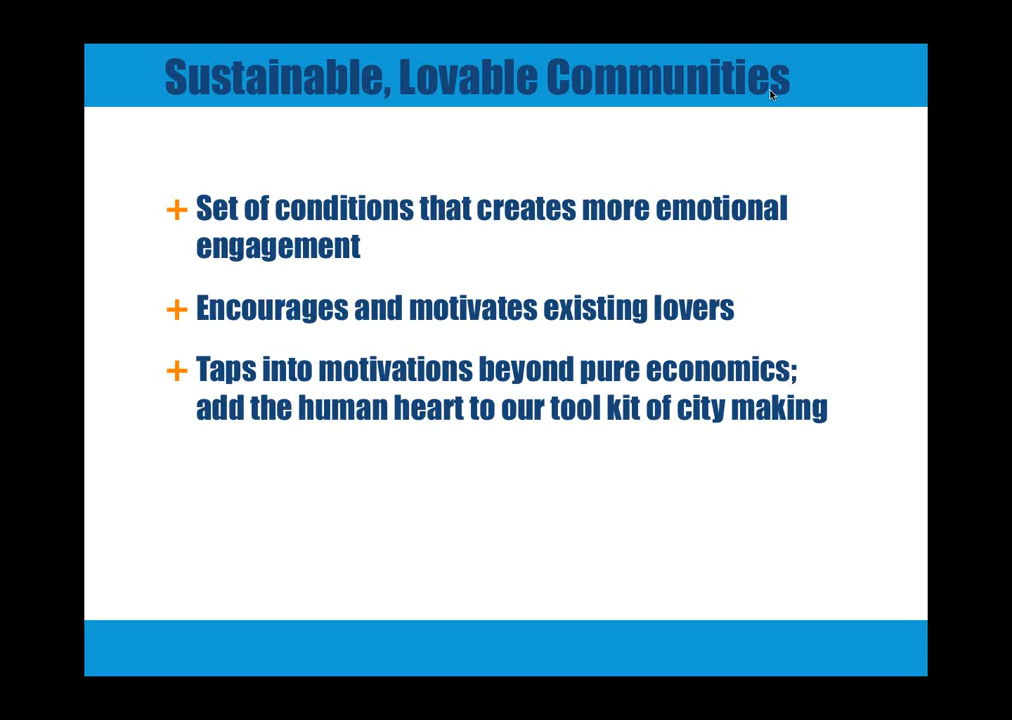 Sustainable, Lovable Communities
+ Set of conditions that creates more emotional
engagement
+ Encourages and motivates existing lovers
+ Taps into motivations beyond pure economics;
add the human heart to our tool kit of city making